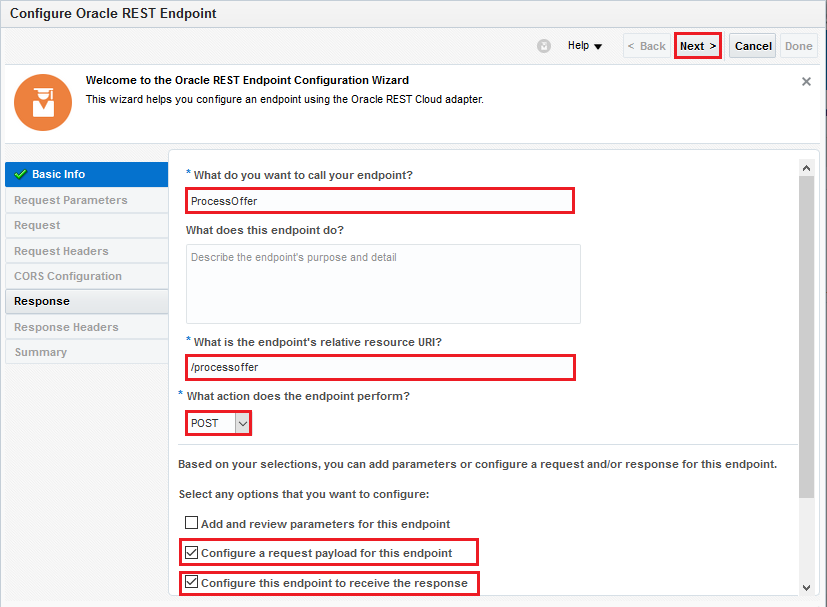 Configure Oracle REST Endpoint
Help
< Back
Next >
Cancel
Done
Welcome to the Oracle REST Endpoint Configuration Wizard
This wizard helps you configure an endpoint using the Oracle REST Cloud adapter.
Basic Info
Request Parameters
Request
Request Headers
CORS Configuration
Response
Response Headers
Summary
* What do you want to call your endpoint?
ProcessOffer
What does this endpoint do?
Describe the endpoint's purpose and detail
* What is the endpoint's relative resource URI?
/processoffer
* What action does the endpoint perform?
POST
Based on your selections, you can add parameters or configure a request and/or response for this endpoint.
Select any options that you want to configure:
Add and review parameters for this endpoint
Configure a request payload for this endpoint
Configure this endpoint to receive the response